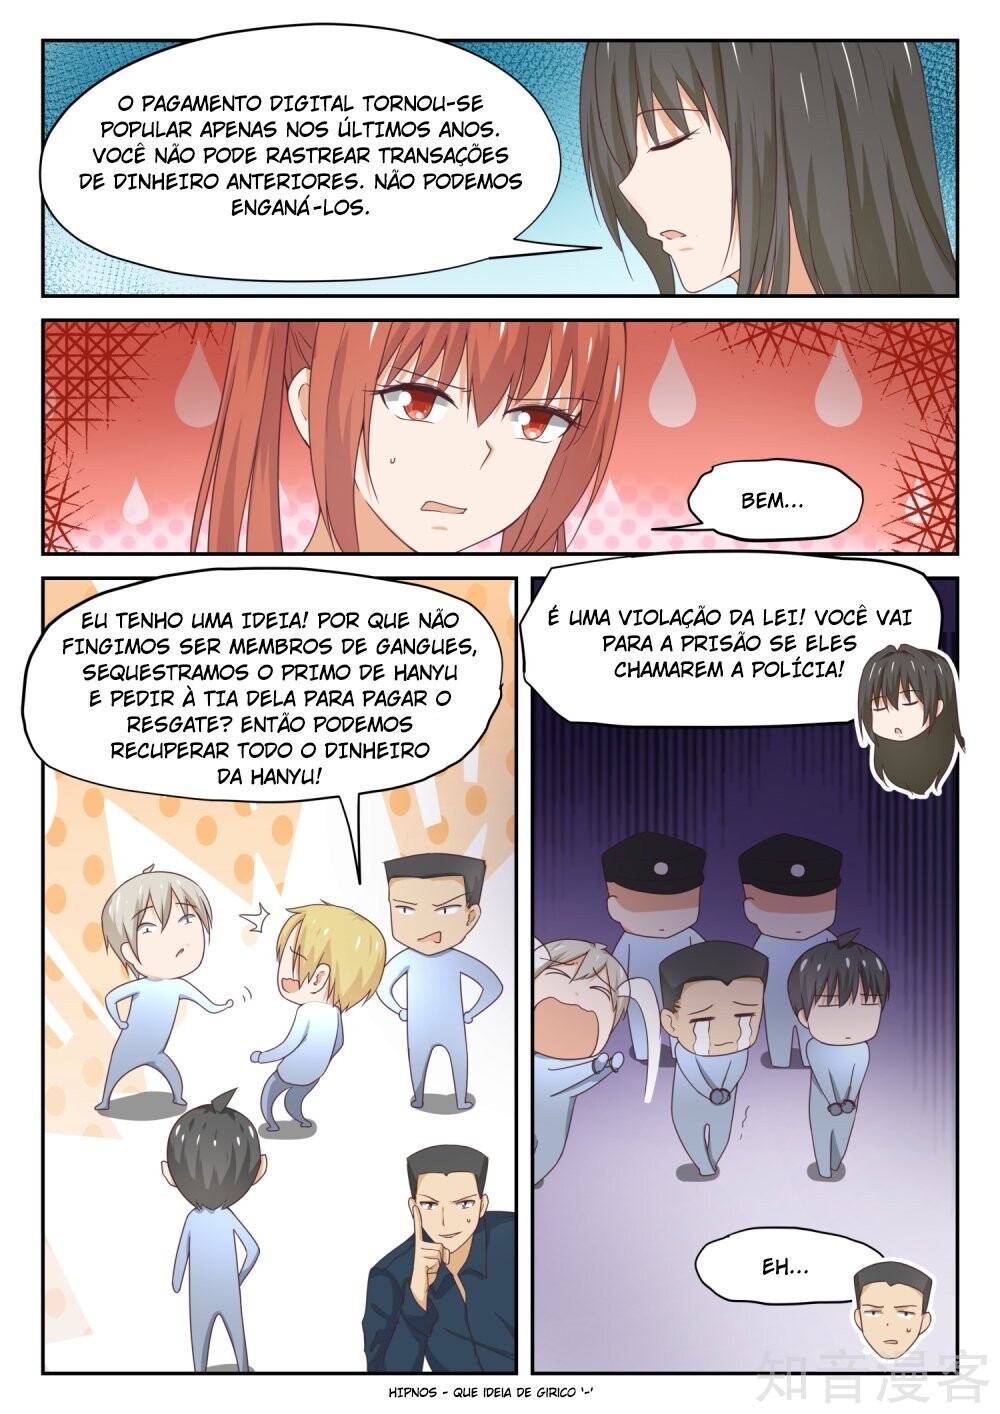 O PAGAMENTO DIGITAL TORNOU-SE
POPULAR APENAS NOS ÚLTIMOS ANOS.
VOCÊ NÃO PODE RASTREAR TRANSAÇÕES
DE DINHEIRO ANTERIORES. NÃO PODEMOS
ENGANÁ-LOS.
BEM...
EU TENHO UMA IDEIA! POR QUE NÃO
FINGIMOS SER MEMBROS DE GANGUES,
SEQUESTRAMOS O PRIMO DE HANYU
E PEDIR À TIA DELA PARA PAGAR O
RESGATE? ENTÃO PODEMOS
RECUPERAR TODO O DINHEIRO
DA HANYU!
É UMA VIOLAÇÃO DA LEI! VOCÊ VAI
PARA A PRISÃO SE ELES
CHAMAREM A POLÍCIA!
EH...
HIPNOS - QUE IDEIA DE GIRICO '-'
知音漫客